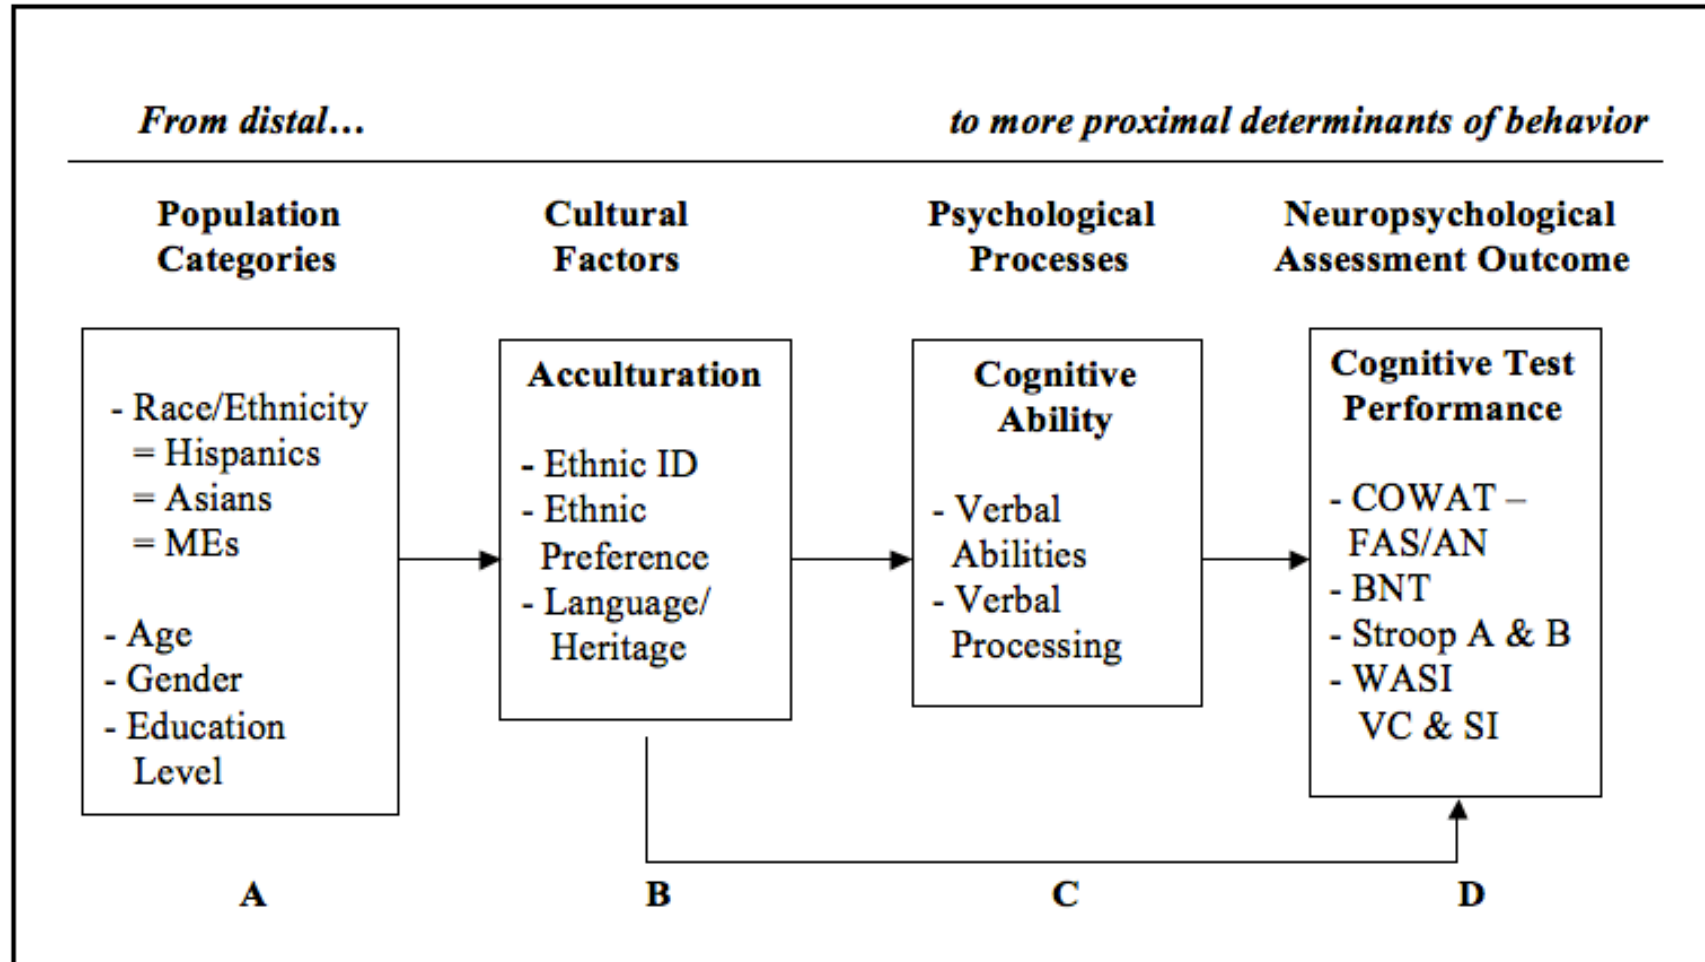 From distal…
to more proximal determinants of behavior
Population
Categories
Cultural
Factors
Psychological
Processes
Neuropsychological
Assessment Outcome
- Race/Ethnicity
= Hispanics
= Asians
= MEs
- Age
- Gender
- Education
Level
Acculturation
- Ethnic ID
- Ethnic
Preference
- Language/
Heritage
Cognitive
Ability
- Verbal
Abilities
- Verbal
Processing
Cognitive Test
Performance
- COWAT –
FAS/AN
- BNT
- Stroop A & B
- WASI
VC & SI
A
B
C
D